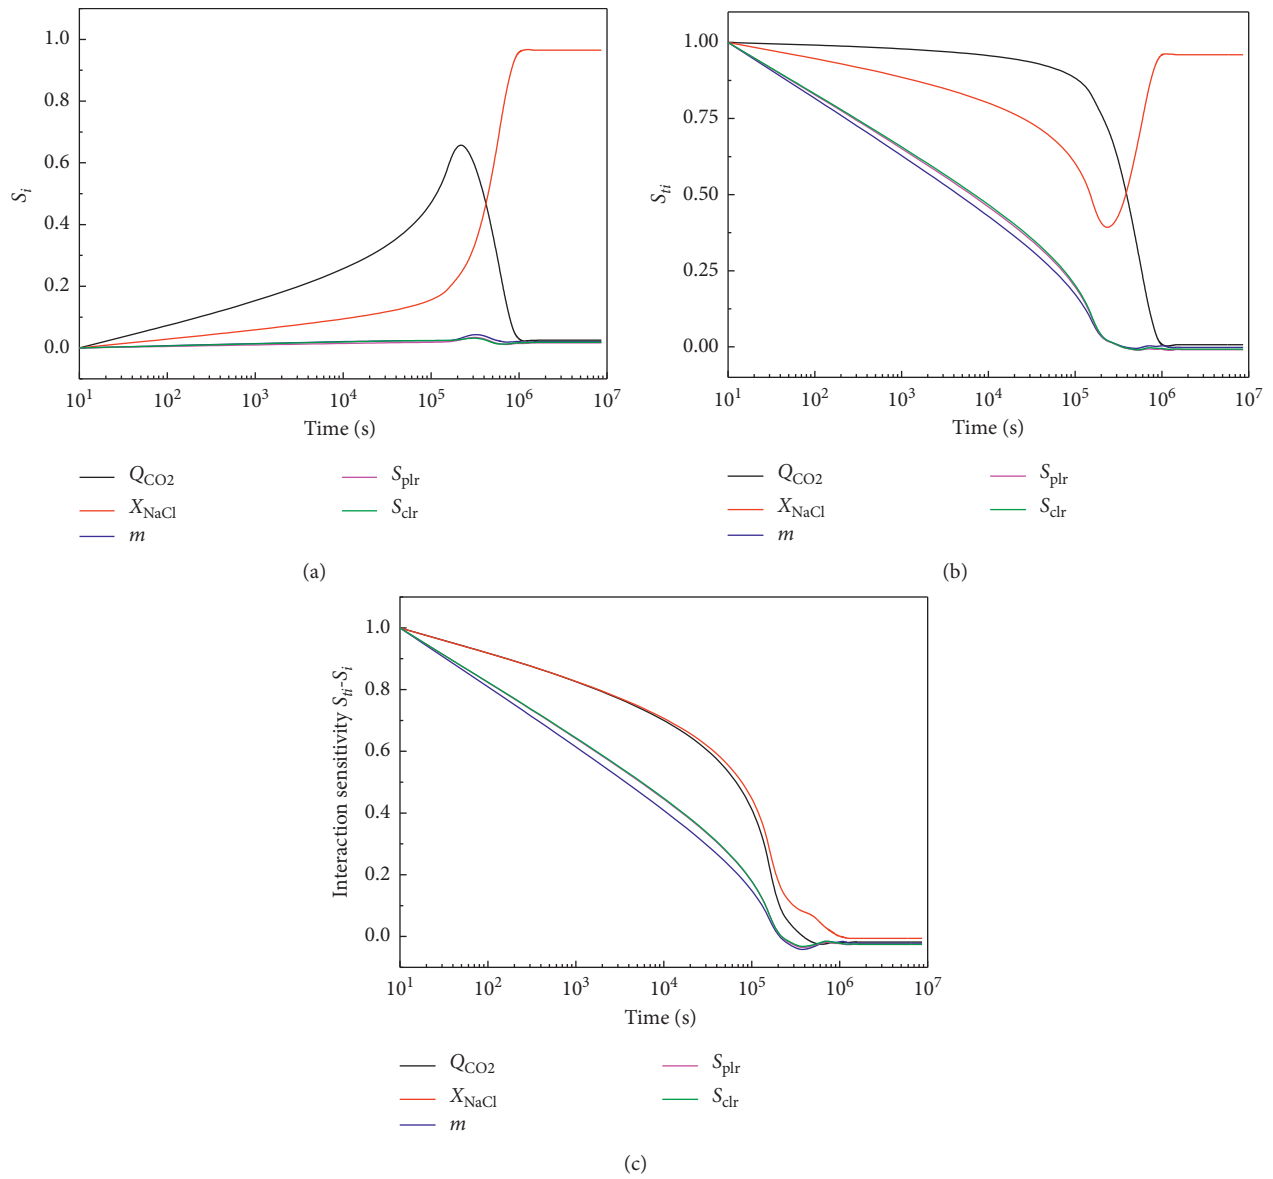 S_i
1.0
0.8
0.6
0.4
0.2
0.0
10^1 10^2 10^3 10^4 10^5 10^6 10^7
Time (s)
Q_CO2 S_plr
X_NaCl S_clr
m
(a)
S_ti
1.00
0.75
0.50
0.25
0.00
10^1 10^2 10^3 10^4 10^5 10^6 10^7
Time (s)
Q_CO2 S_plr
X_NaCl S_clr
m
(b)
Interaction sensitivity S_ti-S_i
1.0
0.8
0.6
0.4
0.2
0.0
10^1 10^2 10^3 10^4 10^5 10^6 10^7
Time (s)
Q_CO2 S_plr
X_NaCl S_clr
m
(c)